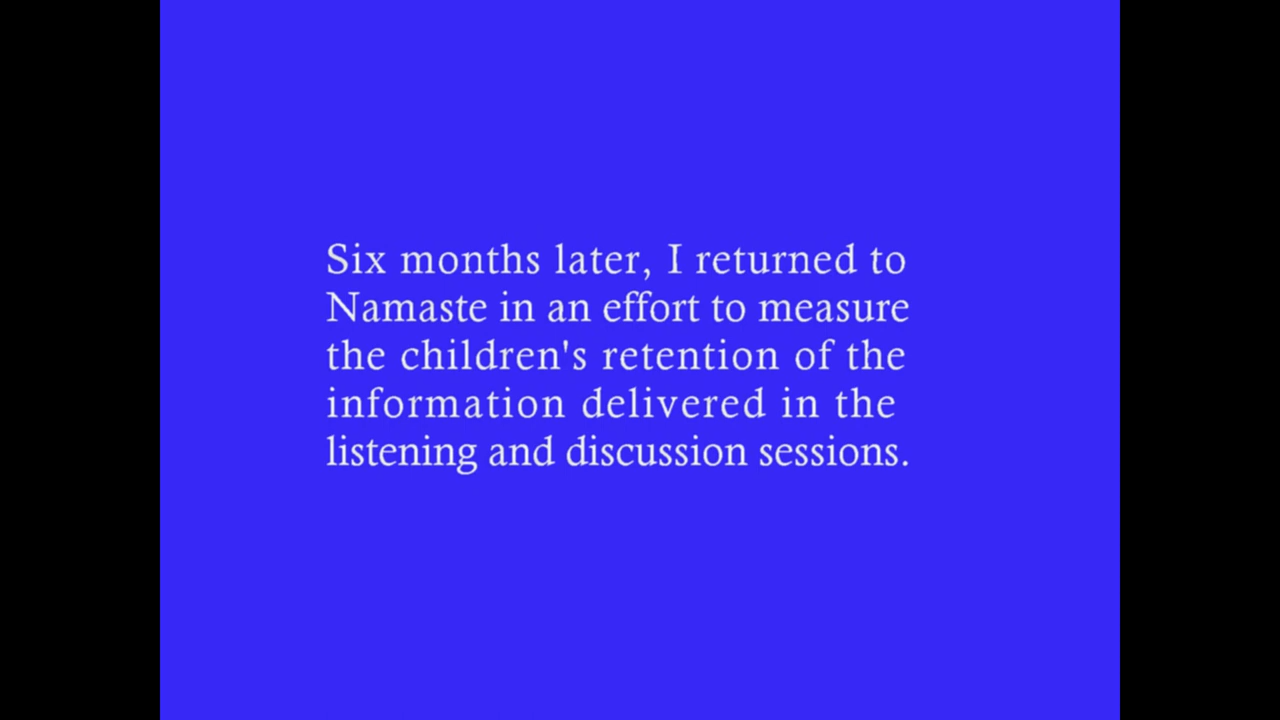 Six months later, I returned to
Namaste in an effort to measure
the children's retention of the
information delivered in the
listening and discussion sessions.